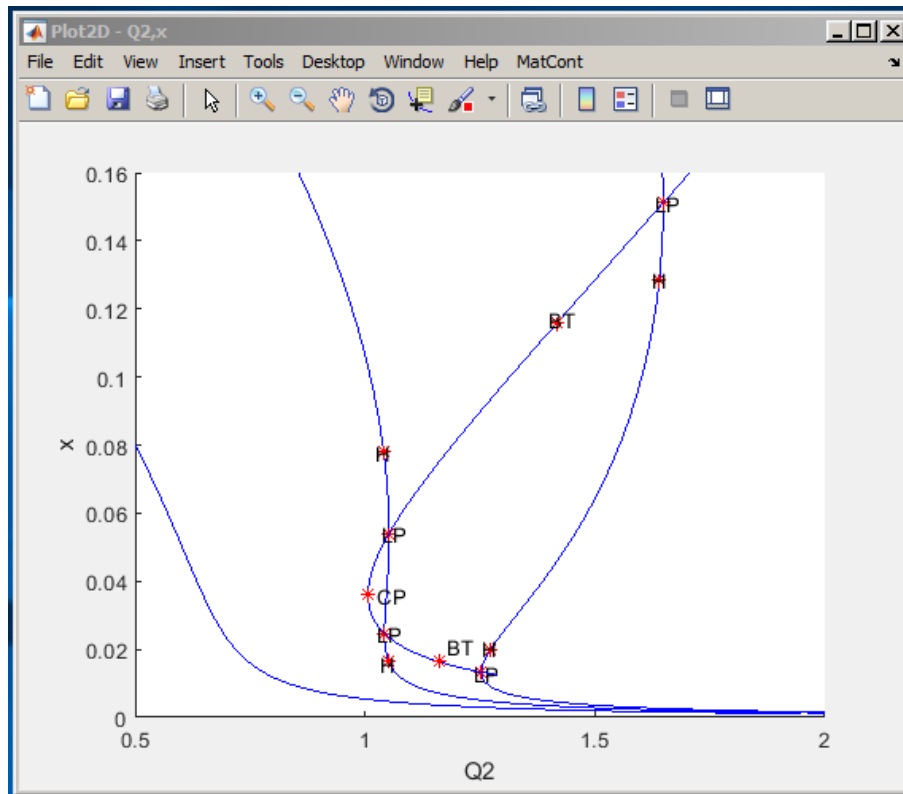 Plot2D - Q2,x
File Edit View Insert Tools Desktop Window Help MatCont
0.16
LP
0.14
H
0.12
BT
0.1
x
0.08
H
0.06
LP
0.04
CP
LP
BT
H
0.02
H
LP
0
0.5
1
1.5
2
Q2